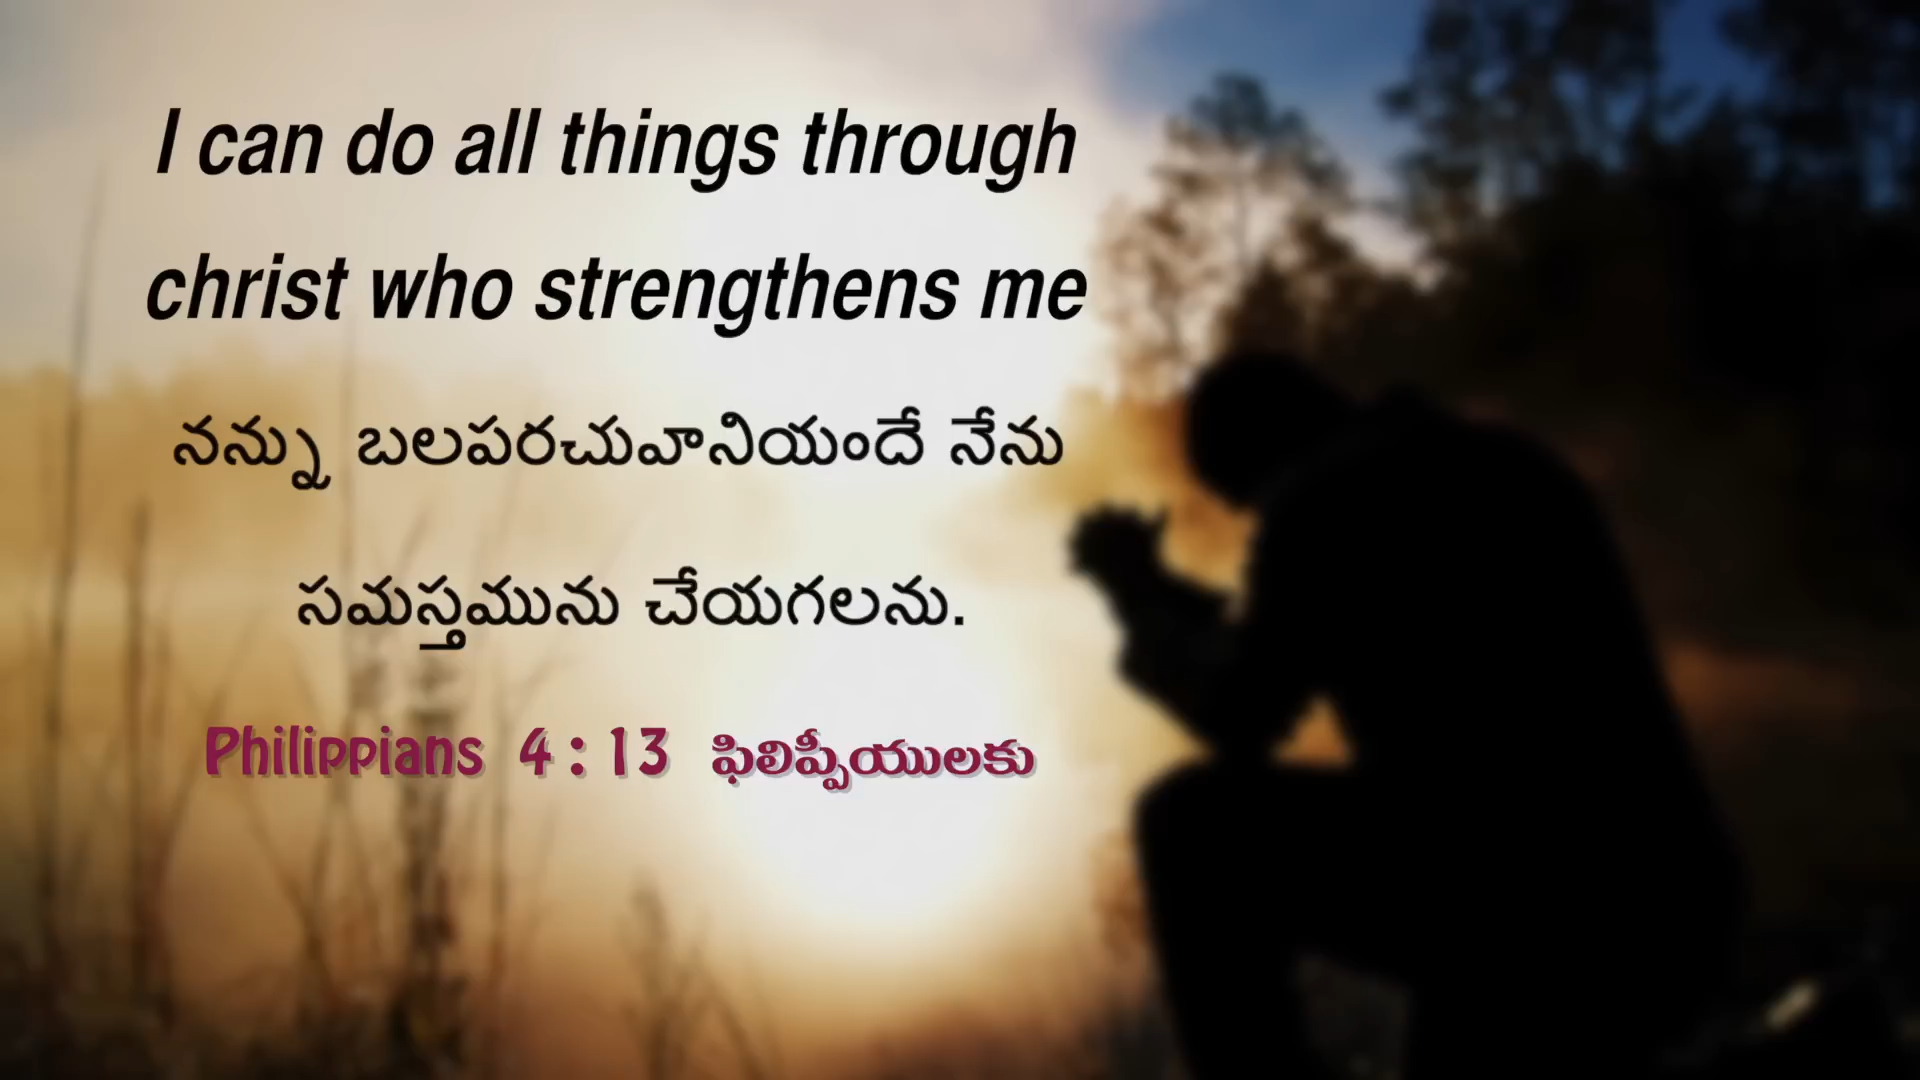 I can do all things through
christ who strengthens me
నన్ను బలపరచువానియందే నేను
సమస్తమును చేయగలను.
Philippians 4 : 13 ఫిలిప్పీయులకు